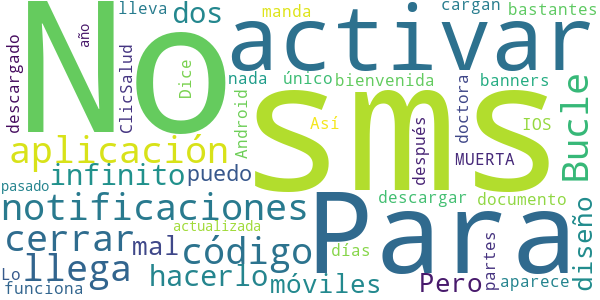 lleva
dos
manda
cargan
bastantes
descargado
año
No
ClicSalud
Dice
activar
nada
único
bienvenida
doctora
banners
Android
Así
sms
después
IOS
Bucle
aplicación
MUERTA
infinito
puedo
pasado
descargar
documento
notificaciones
Para
diseño
actualizada
cerrar
mal
código
días
partes
Lo
llega
hacerlo
móviles
Pero
aparece
funciona